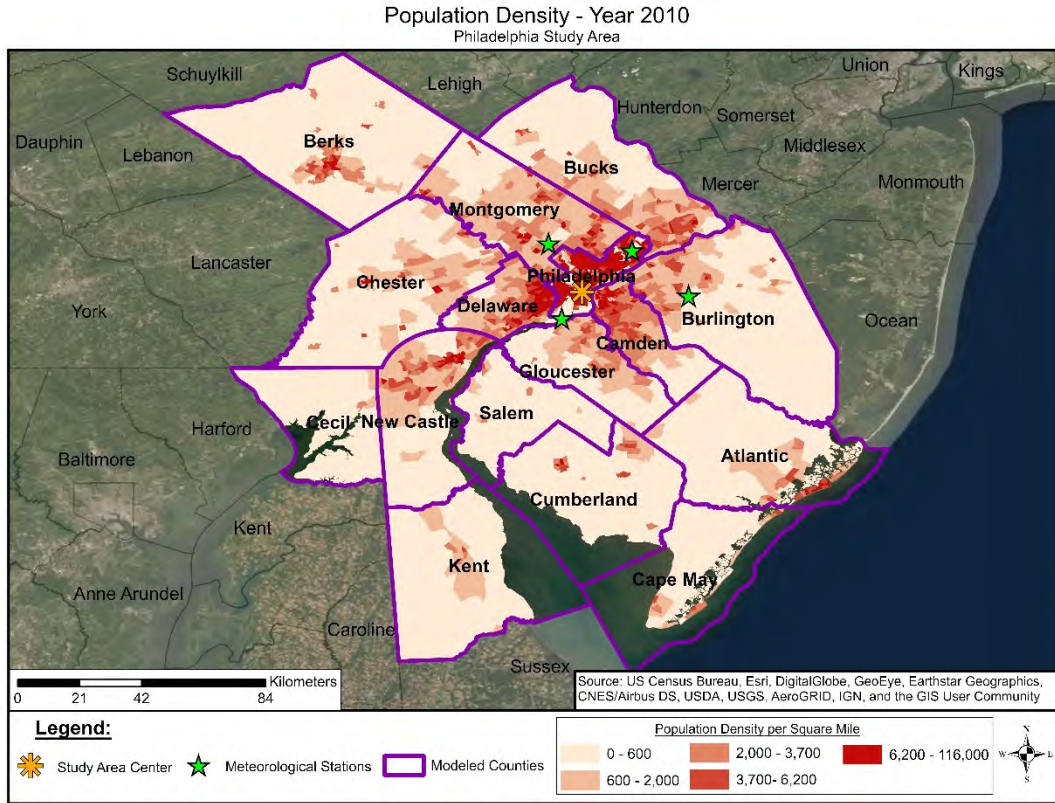 Population Density - Year 2010
Philadelphia Study Area
Union
Kings
Schuylkill
Lehigh
Hunterdon
Somerset
Dauphin
Lebanon
Berks
Middlesex
Bucks
Mercer
Monmouth
Montgomery
Lancaster
Chester
Philadelphia
York
Delaware
Burlington
Ocean
Camden
Gloucester
Harford
Cecil
New Castle
Salem
Baltimore
Atlantic
Cumberland
Kent
Kent
Cape May
Anne Arundel
Caroline
Sussex
Kilometers
0 21 42 84
Source: US Census Bureau, Esri, DigitalGlobe, GeoEye, Earthstar Geographics,
CNES/Airbus DS, USDA, USGS, AeroGRID, IGN, and the GIS User Community
Legend:
Study Area Center
Meteorological Stations
Modeled Counties
Population Density per Square Mile
0 - 600
2,000 - 3,700
6,200 - 116,000
600 - 2,000
3,700- 6,200
N
W
E
S